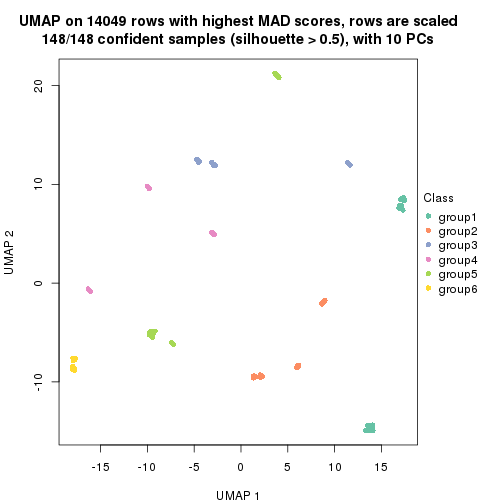 UMAP on 14049 rows with highest MAD scores, rows are scaled
148/148 confident samples (silhouette > 0.5), with 10 PCs
20
10
0
-10
UMAP 2
-15
-10
-5
0
5
10
15
UMAP 1
Class
group1
group2
group3
group4
group5
group6